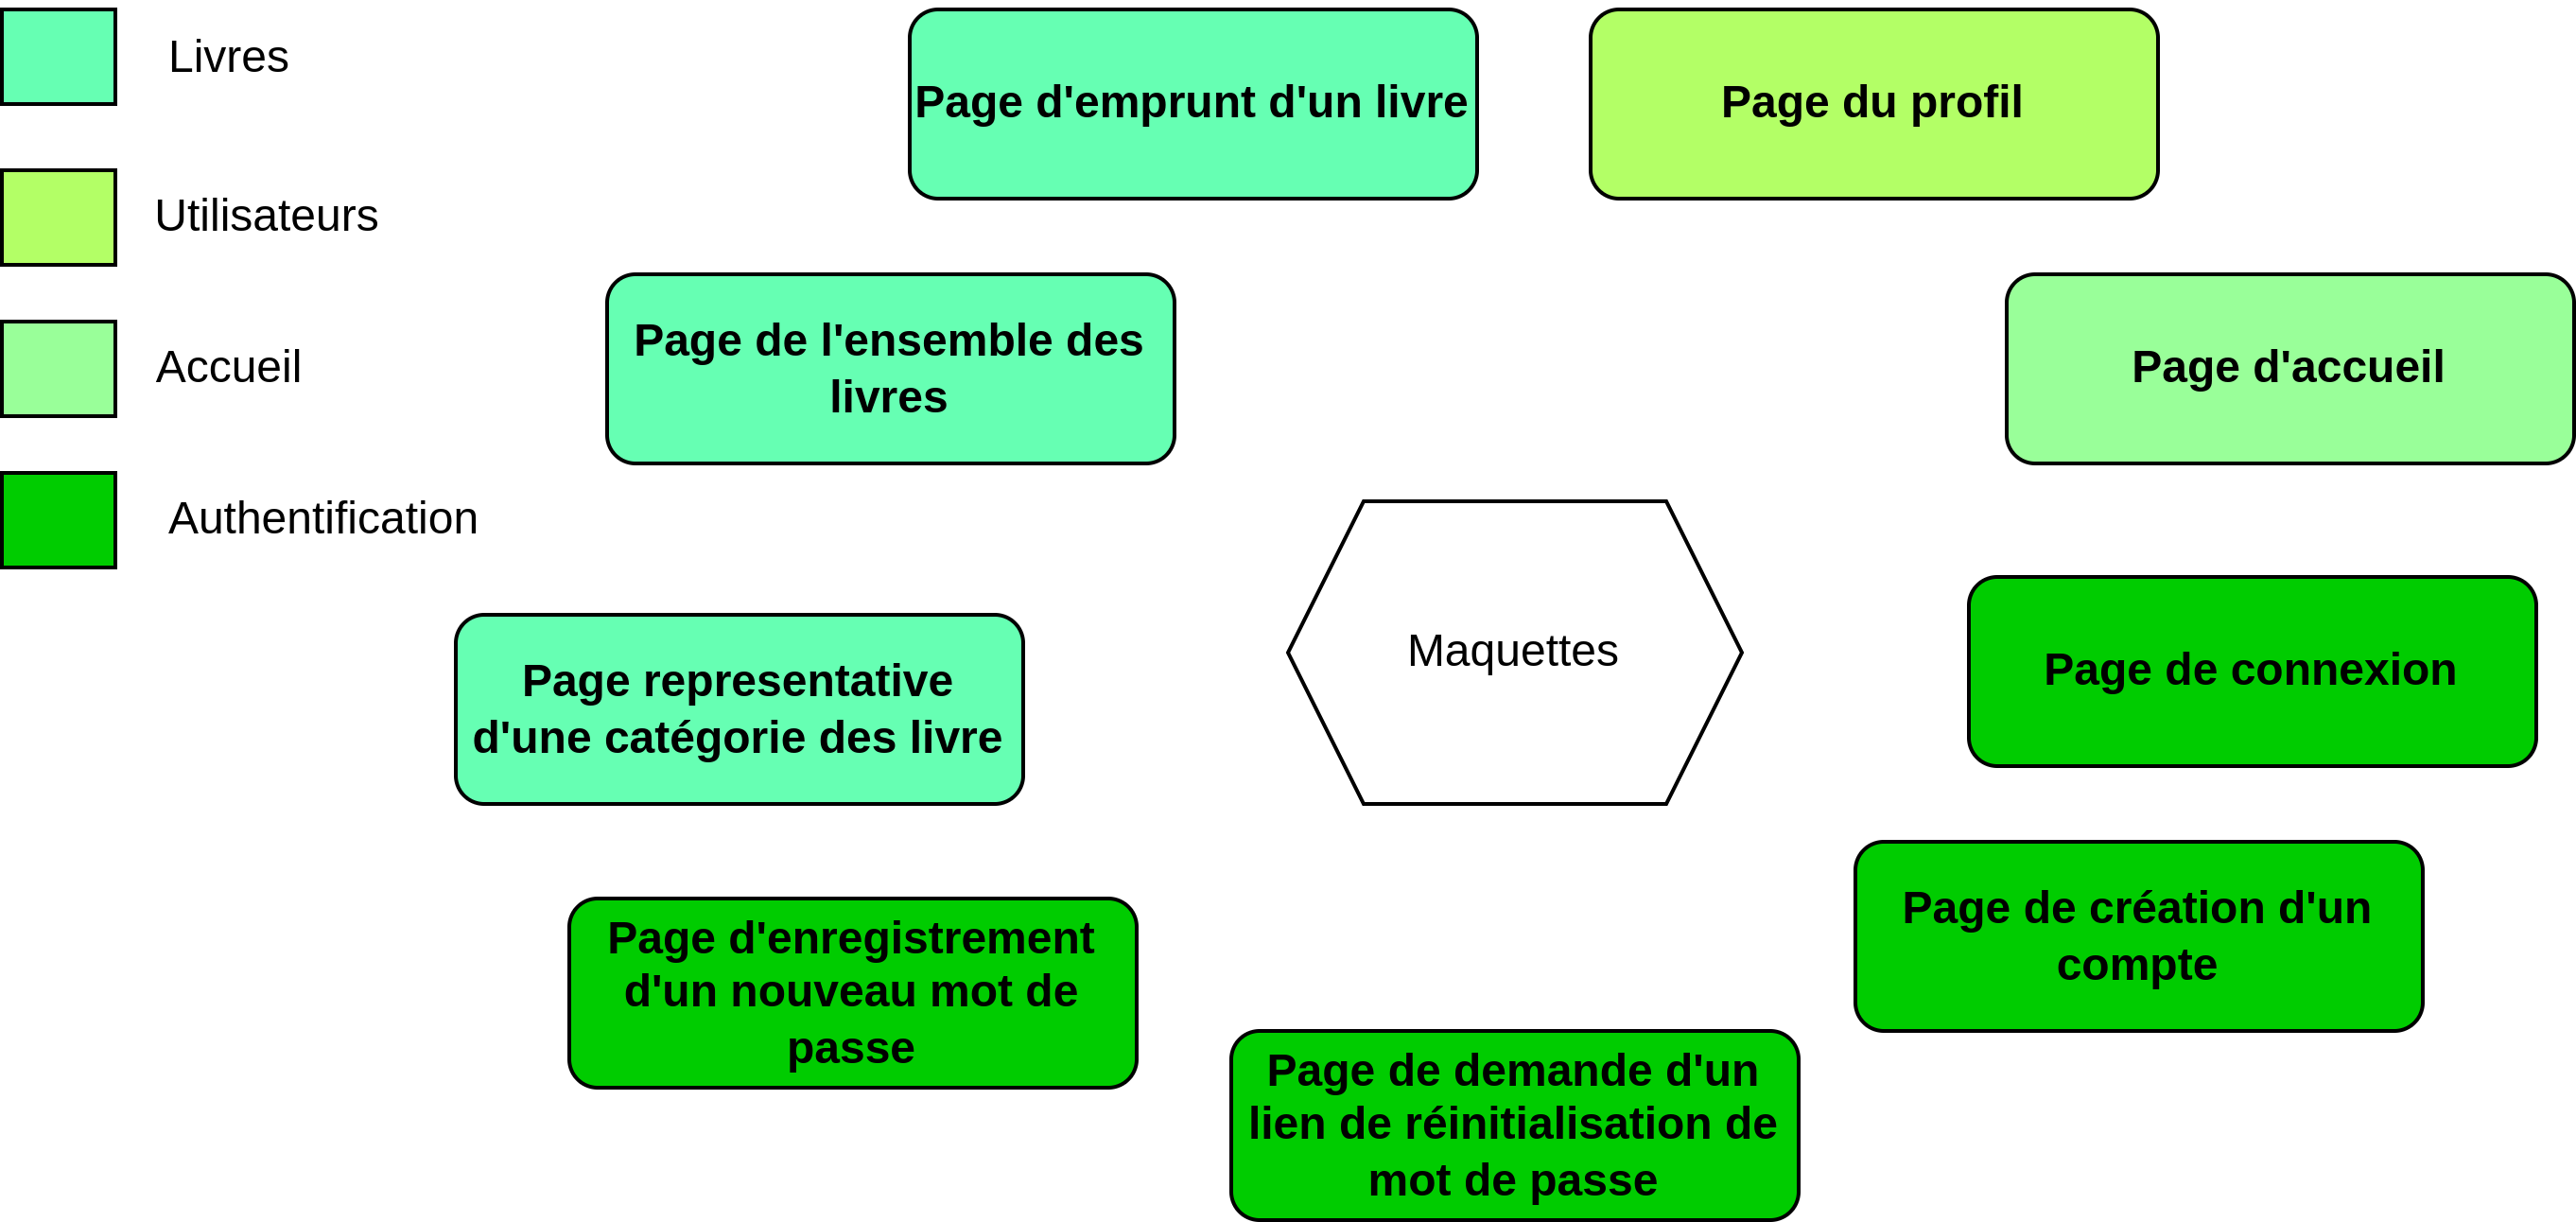 Livres
Utilisateurs
Accueil
Authentification
Page d'emprunt d'un livre
Page du profil
Page de l'ensemble des
livres
Page d'accueil
Maquettes
Page representative
d'une catégorie des livre
Page de connexion
Page d'enregistrement
d'un nouveau mot de
passe
Page de création d'un
compte
Page de demande d'un
lien de réinitialisation de
mot de passe